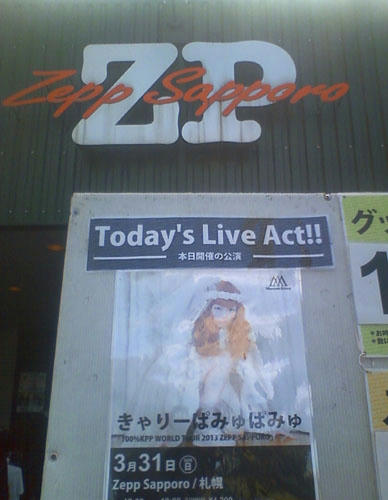 ZP
Zepp Sapporo
Today's Live Act!!
本日開催の公演
きゃりーぱみゅぱみゅ
100%KPP WORLD TOUR 2013 ZEPP SAPPORO
3月31日 日
Zepp Sapporo / 札幌
グッ
1